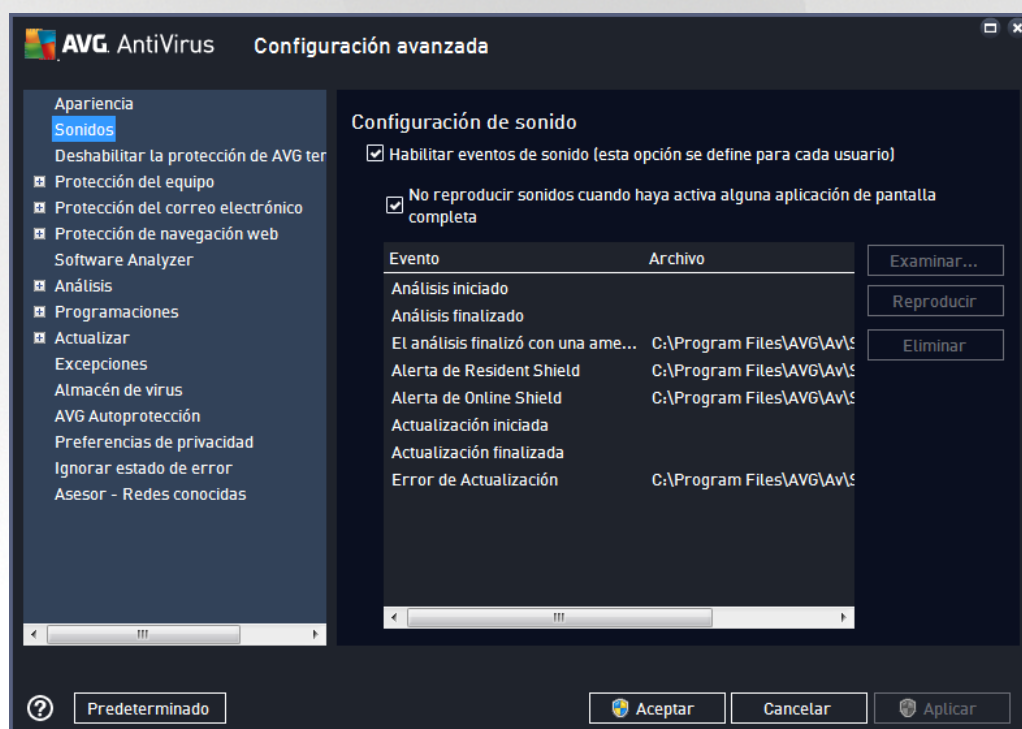 AVG. AntiVirus Configuración avanzada
Apariencia
Sonidos
Deshabilitar la protección de AVG ter
Protección del equipo
Protección del correo electrónico
Protección de navegación web
Software Analyzer
Análisis
Programaciones
Actualizar
Excepciones
Almacén de virus
AVG Autoprotección
Preferencias de privacidad
Ignorar estado de error
Asesor - Redes conocidas
Configuración de sonido
Habilitar eventos de sonido (esta opción se define para cada usuario)
No reproducir sonidos cuando haya activa alguna aplicación de pantalla
completa
Evento Archivo
Análisis iniciado
Análisis finalizado
El análisis finalizó con una ame... C:\Program Files\AVG\Av\S
Alerta de Resident Shield C:\Program Files\AVG\Av\S
Alerta de Online Shield C:\Program Files\AVG\Av\S
Actualización iniciada
Actualización finalizada
Error de Actualización C:\Program Files\AVG\Av\S
Examinar...
Reproducir
Eliminar
? Predeterminado Aceptar Cancelar Aplicar